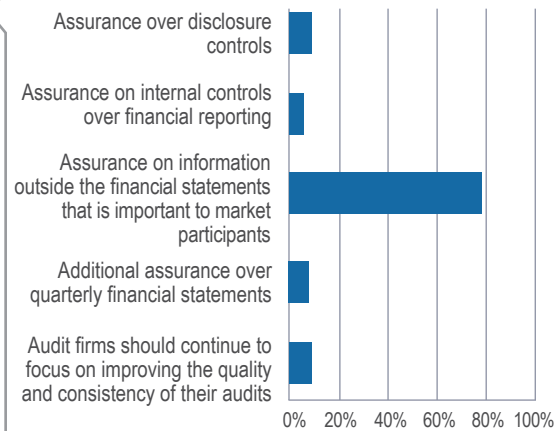 Assurance over disclosure
controls
Assurance on internal controls
over financial reporting
Assurance on information
outside the financial statements
that is important to market
participants
Additional assurance over
quarterly financial statements
Audit firms should continue to
focus on improving the quality
and consistency of their audits
0% 20% 40% 60% 80% 100%